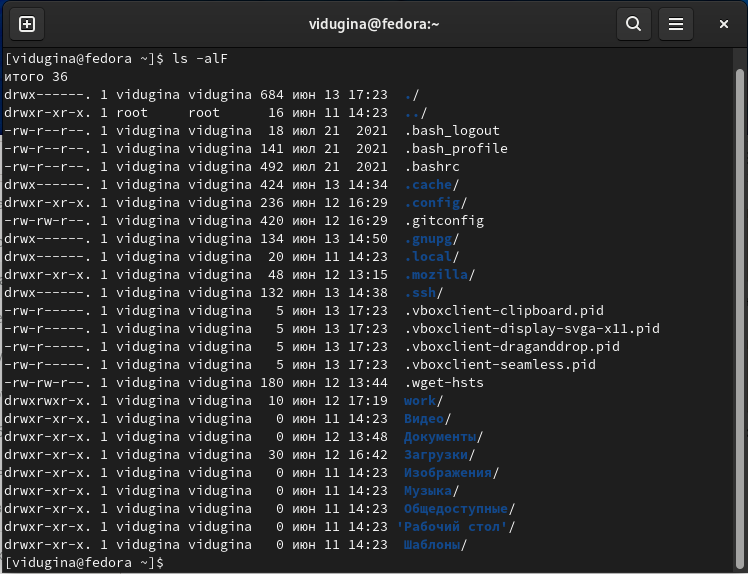 vidugina@fedora:~
[vidugina@fedora ~]$ ls -alF
итого 36
drwx------. 1 vidugina vidugina 684 июн 13 17:23  ./
drwxr-xr-x. 1 root     root      16 июн 11 14:23  ../
-rw-r--r--. 1 vidugina vidugina  18 июл 21  2021  .bash_logout
-rw-r--r--. 1 vidugina vidugina 141 июл 21  2021  .bash_profile
-rw-r--r--. 1 vidugina vidugina 492 июл 21  2021  .bashrc
drwx------. 1 vidugina vidugina 424 июн 13 14:34  .cache/
drwxr-xr-x. 1 vidugina vidugina 236 июн 12 16:29  .config/
-rw-rw-r--. 1 vidugina vidugina 420 июн 12 16:29  .gitconfig
drwx------. 1 vidugina vidugina 134 июн 13 14:50  .gnupg/
drwx------. 1 vidugina vidugina  20 июн 11 14:23  .local/
drwxr-xr-x. 1 vidugina vidugina  48 июн 12 13:15  .mozilla/
drwx------. 1 vidugina vidugina 132 июн 13 14:38  .ssh/
-rw-r-----. 1 vidugina vidugina   5 июн 13 17:23  .vboxclient-clipboard.pid
-rw-r-----. 1 vidugina vidugina   5 июн 13 17:23  .vboxclient-display-svga-x11.pid
-rw-r-----. 1 vidugina vidugina   5 июн 13 17:23  .vboxclient-draganddrop.pid
-rw-r-----. 1 vidugina vidugina   5 июн 13 17:23  .vboxclient-seamless.pid
-rw-rw-r--. 1 vidugina vidugina 180 июн 12 13:44  .wget-hsts
drwxrwxr-x. 1 vidugina vidugina  10 июн 12 17:19  work/
drwxr-xr-x. 1 vidugina vidugina   0 июн 11 14:23  Видео/
drwxr-xr-x. 1 vidugina vidugina   0 июн 12 13:48  Документы/
drwxr-xr-x. 1 vidugina vidugina  30 июн 12 16:42  Загрузки/
drwxr-xr-x. 1 vidugina vidugina   0 июн 11 14:23  Изображения/
drwxr-xr-x. 1 vidugina vidugina   0 июн 11 14:23  Музыка/
drwxr-xr-x. 1 vidugina vidugina   0 июн 11 14:23  Общедоступные/
drwxr-xr-x. 1 vidugina vidugina   0 июн 11 14:23 'Рабочий стол'/
drwxr-xr-x. 1 vidugina vidugina   0 июн 11 14:23  Шаблоны/
[vidugina@fedora ~]$